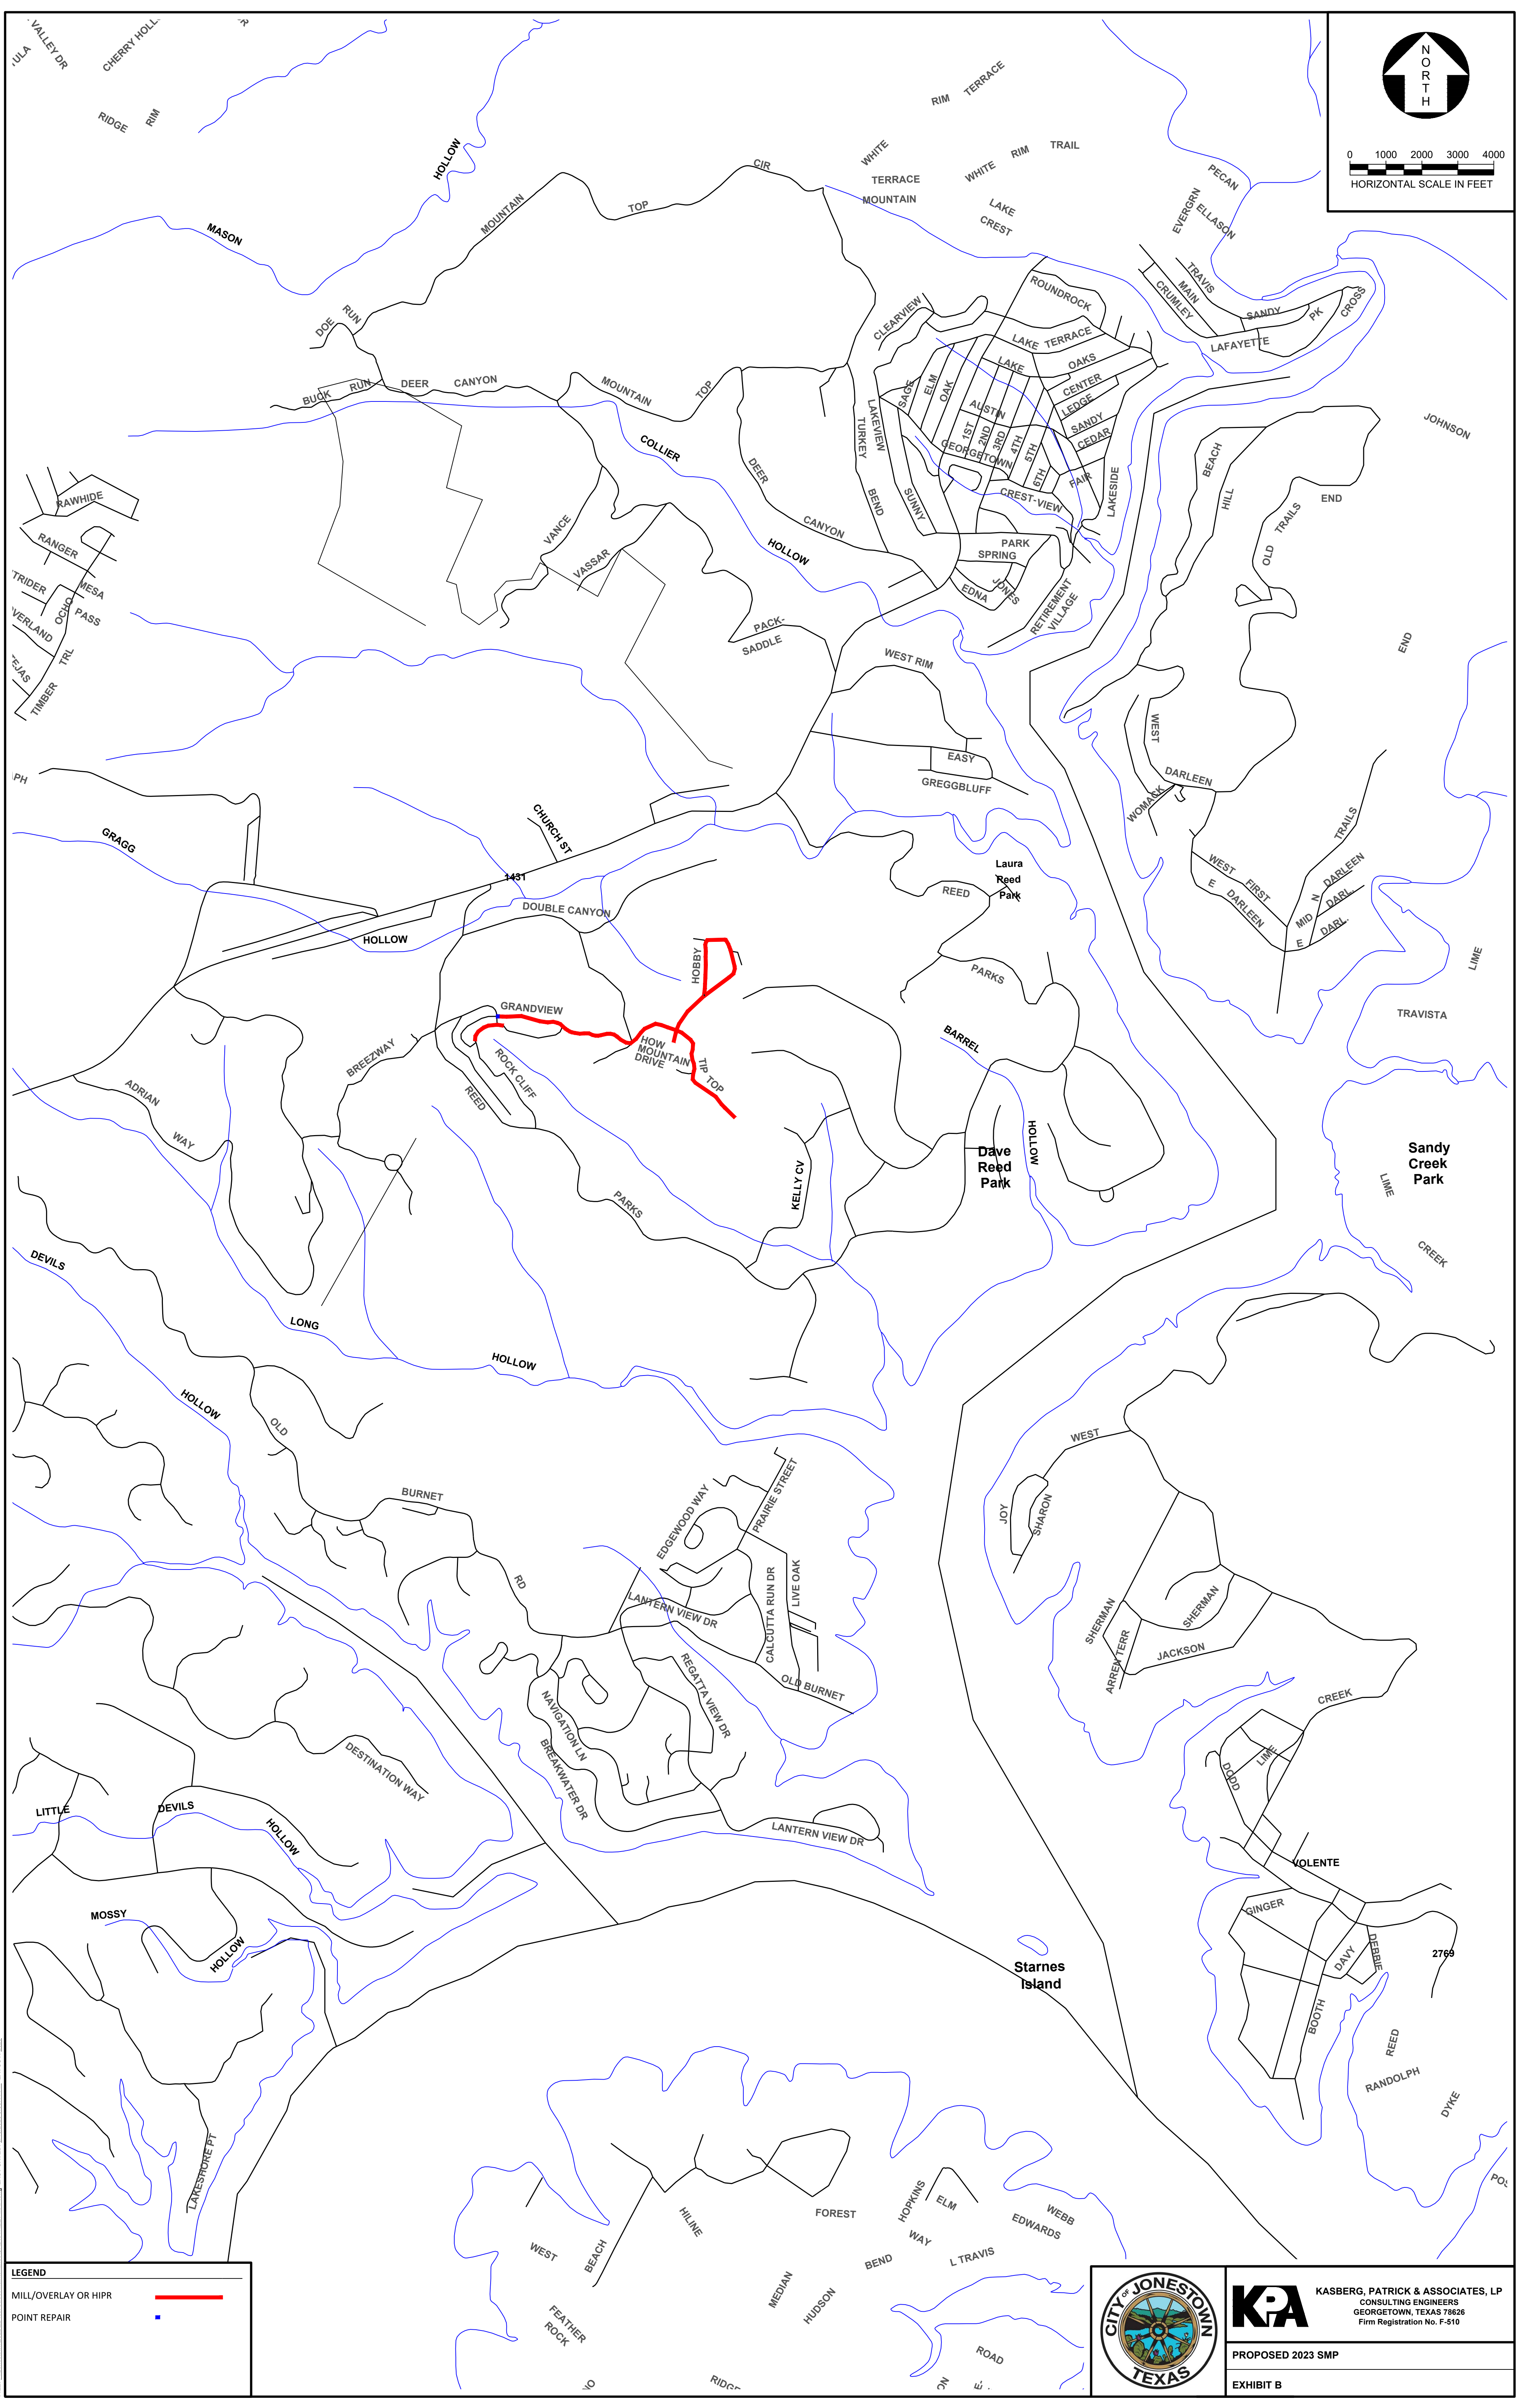 VALLEY DR
CHERRY HOLL
RIDGE
RIM
HOLLOW
MASON
MOUNTAIN
TOP
CIR
RIM
TERRACE
WHITE
TERRACE
MOUNTAIN
WHITE
RIM
TRAIL
LAKE
CREST
PECAN
EVERGRN
ELLASON
NORTH
0 1000 2000 3000 4000
HORIZONTAL SCALE IN FEET
DOE
RUN
BUCK
RUN
DEER
CANYON
MOUNTAIN
TOP
COLLIER
HOLLOW
DEER
CANYON
CLEARVIEW
ROUNDROCK
LAKE TERRACE
LAKE
OAKS
CENTER
LEDGE
SANDY
CEDAR
FAIR
SAGE
ELM
OAK
AUSTIN
1ST
2ND
3RD
4TH
5TH
6TH
GEORGETOWN
CREST-VIEW
LAKESIDE
LAKEVIEW
TURKEY
BEND
SUNNY
PARK
SPRING
EDNA
JONES
RETIREMENT
VILLAGE
TRAVIS
MAIN
CRUMLEY
SANDY
PK
CROSS
LAFAYETTE
JOHNSON
BEACH
HILL
OLD
TRAILS
END
END
RAWHIDE
RANGER
TRIDER
MESA
OCHO
PASS
VERLAND
TEJAS
TIMBER
TRL
VANCE
VASSAR
PACK-
SADDLE
WEST RIM
EASY
GREGGBLUFF
WEST
DARLEEN
WOMACK
WEST
FIRST
E
DARLEEN
TRAILS
N
DARLEEN
MID
DARL.
E
DARL.
LIME
TRAVISTA
PH
GRAGG
HOLLOW
CHURCH ST
1431
DOUBLE CANYON
HOBBY
GRANDVIEW
HOW
MOUNTAIN
DRIVE
TIP TOP
Laura
Reed
Park
REED
PARKS
BARREL
HOLLOW
BREEZWAY
ROCK CLIFF
REED
ADRIAN
WAY
PARKS
KELLY CV
Dave
Reed
Park
Sandy
Creek
Park
LIME
CREEK
DEVILS
HOLLOW
LONG
HOLLOW
OLD
BURNET
RD
EDGEWOOD WAY
PRAIRIE STREET
LANTERN VIEW DR
CALCUTTA RUN DR
LIVE OAK
OLD BURNET
REGATTA VIEW DR
NAVIGATION LN
BREAKWATER DR
LANTERN VIEW DR
WEST
JOY
SHARON
SHERMAN
SHERMAN
ARREN TERR
JACKSON
CREEK
LIME
DODD
VOLENTE
GINGER
DAVY
DEBBIE
2769
BOOTH
REED
RANDOLPH
DYKE
DESTINATION WAY
LITTLE
DEVILS
HOLLOW
MOSSY
HOLLOW
LAKESHORE PT
Starnes
Island
WEST
BEACH
HILINE
FOREST
HOPKINS
ELM
WAY
WEBB
EDWARDS
BEND
L TRAVIS
MEDIAN
HUDSON
FEATHER
ROCK
ROAD
LEGEND
MILL/OVERLAY OR HIPR
POINT REPAIR
CITY OF JONESTOWN
TEXAS
KPA
KASBERG, PATRICK & ASSOCIATES, LP
CONSULTING ENGINEERS
GEORGETOWN, TEXAS 78626
Firm Registration No. F-510
PROPOSED 2023 SMP
EXHIBIT B